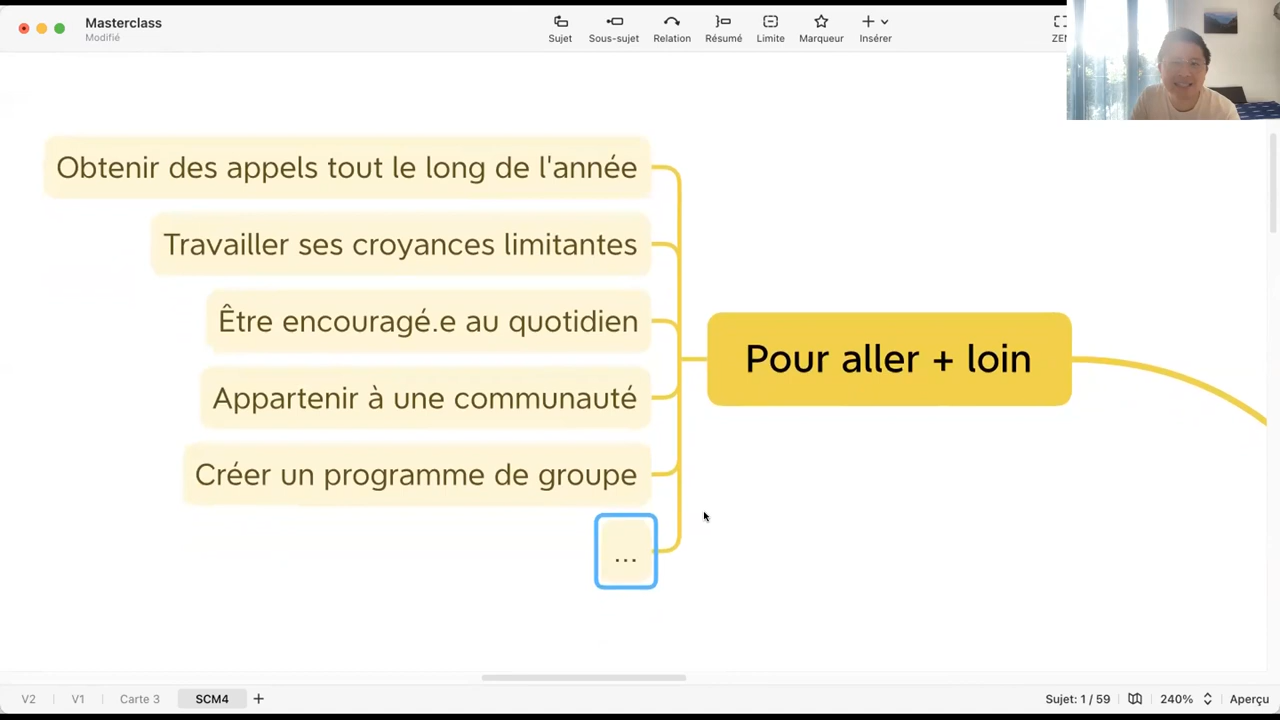 Masterclass
Modifié
Sujet
Sous-sujet
Relation
Résumé
Limite
Marqueur
Insérer
ZEN
Obtenir des appels tout le long de l'année
Travailler ses croyances limitantes
Être encouragé.e au quotidien
Appartenir à une communauté
Créer un programme de groupe
...
Pour aller + loin
V2
V1
Carte 3
SCM4
Sujet: 1 / 59
240%
Aperçu